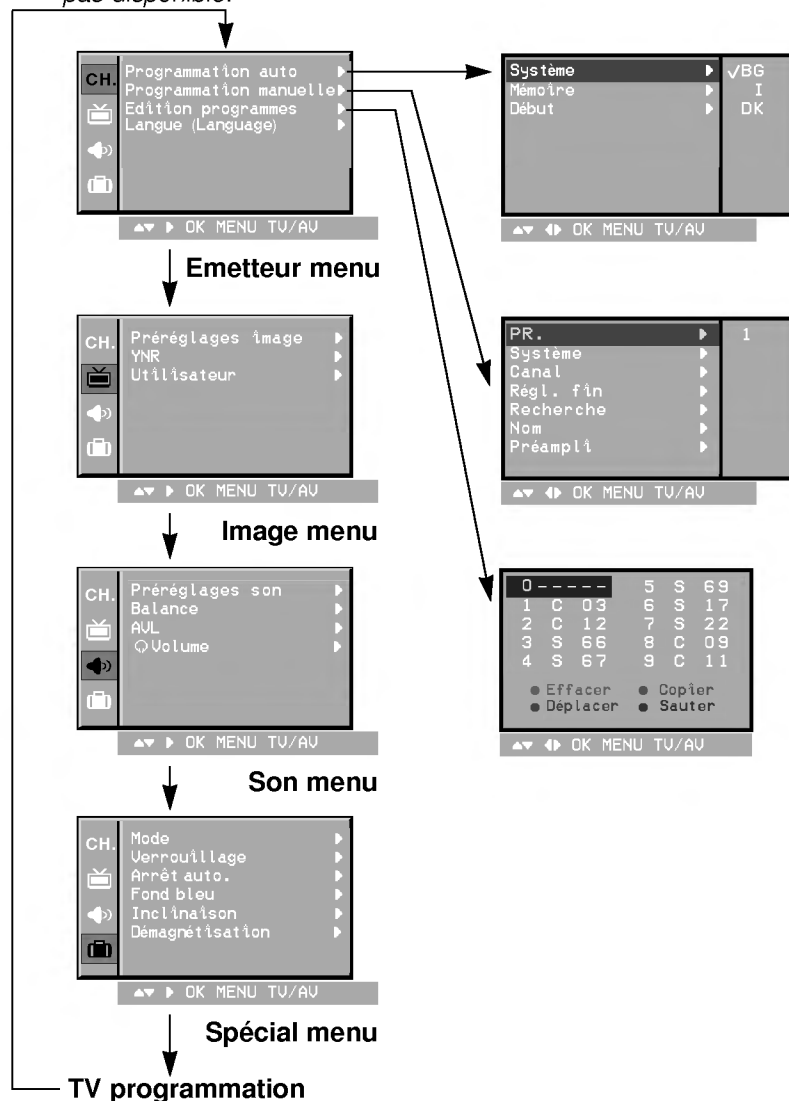 pas disponible.
CH.
Programmation auto
Programmation manuelle
Edition programmes
Langue (Language)
OK MENU TV/AV
Emetteur menu
Système
Mémoire
Début
✓BG
I
DK
OK MENU TV/AV
CH.
Préréglages image
YNR
Utilisateur
OK MENU TV/AV
Image menu
PR. 1
Système
Canal
Régl. fin
Recherche
Nom
Préampli
OK MENU TV/AV
CH.
Préréglages son
Balance
AVL
Volume
OK MENU TV/AV
Son menu
0 - - - - - 5 S 69
1 C 03 6 S 17
2 C 12 7 S 22
3 S 66 8 C 09
4 S 67 9 C 11
Effacer Copier
Déplacer Sauter
OK MENU TV/AV
CH.
Mode
Verrouillage
Arrêt auto.
Fond bleu
Inclinaison
Démagnétisation
OK MENU TV/AV
Spécial menu
TV programmation